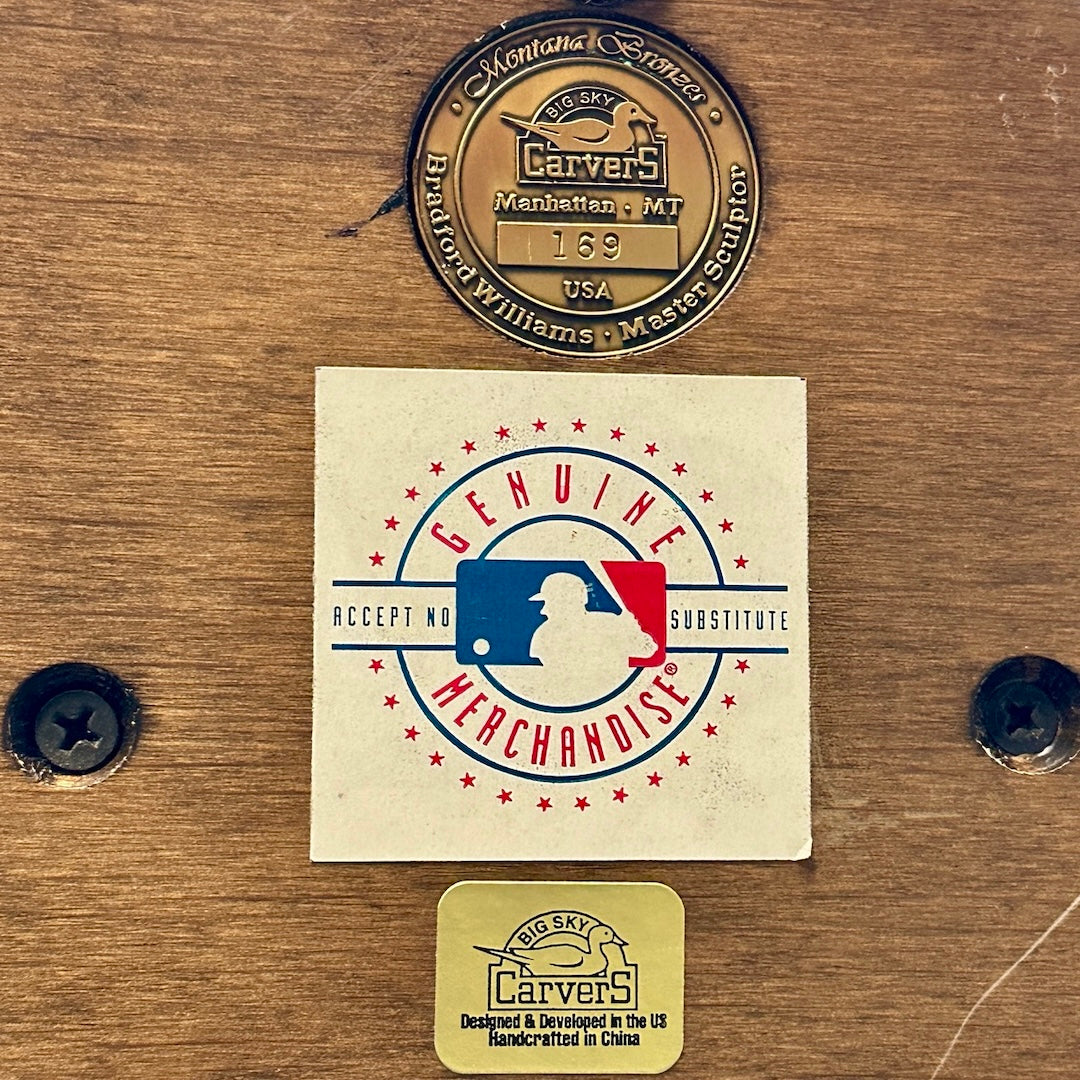 Montana Bronzes
BIG SKY
CarverS
Manhattan · MT
169
USA
Bradford Williams · Master Sculptor
GENUINE
ACCEPT NO SUBSTITUTE
MERCHANDISE®
BIG SKY
CarverS
Designed & Developed in the US
Handcrafted in China